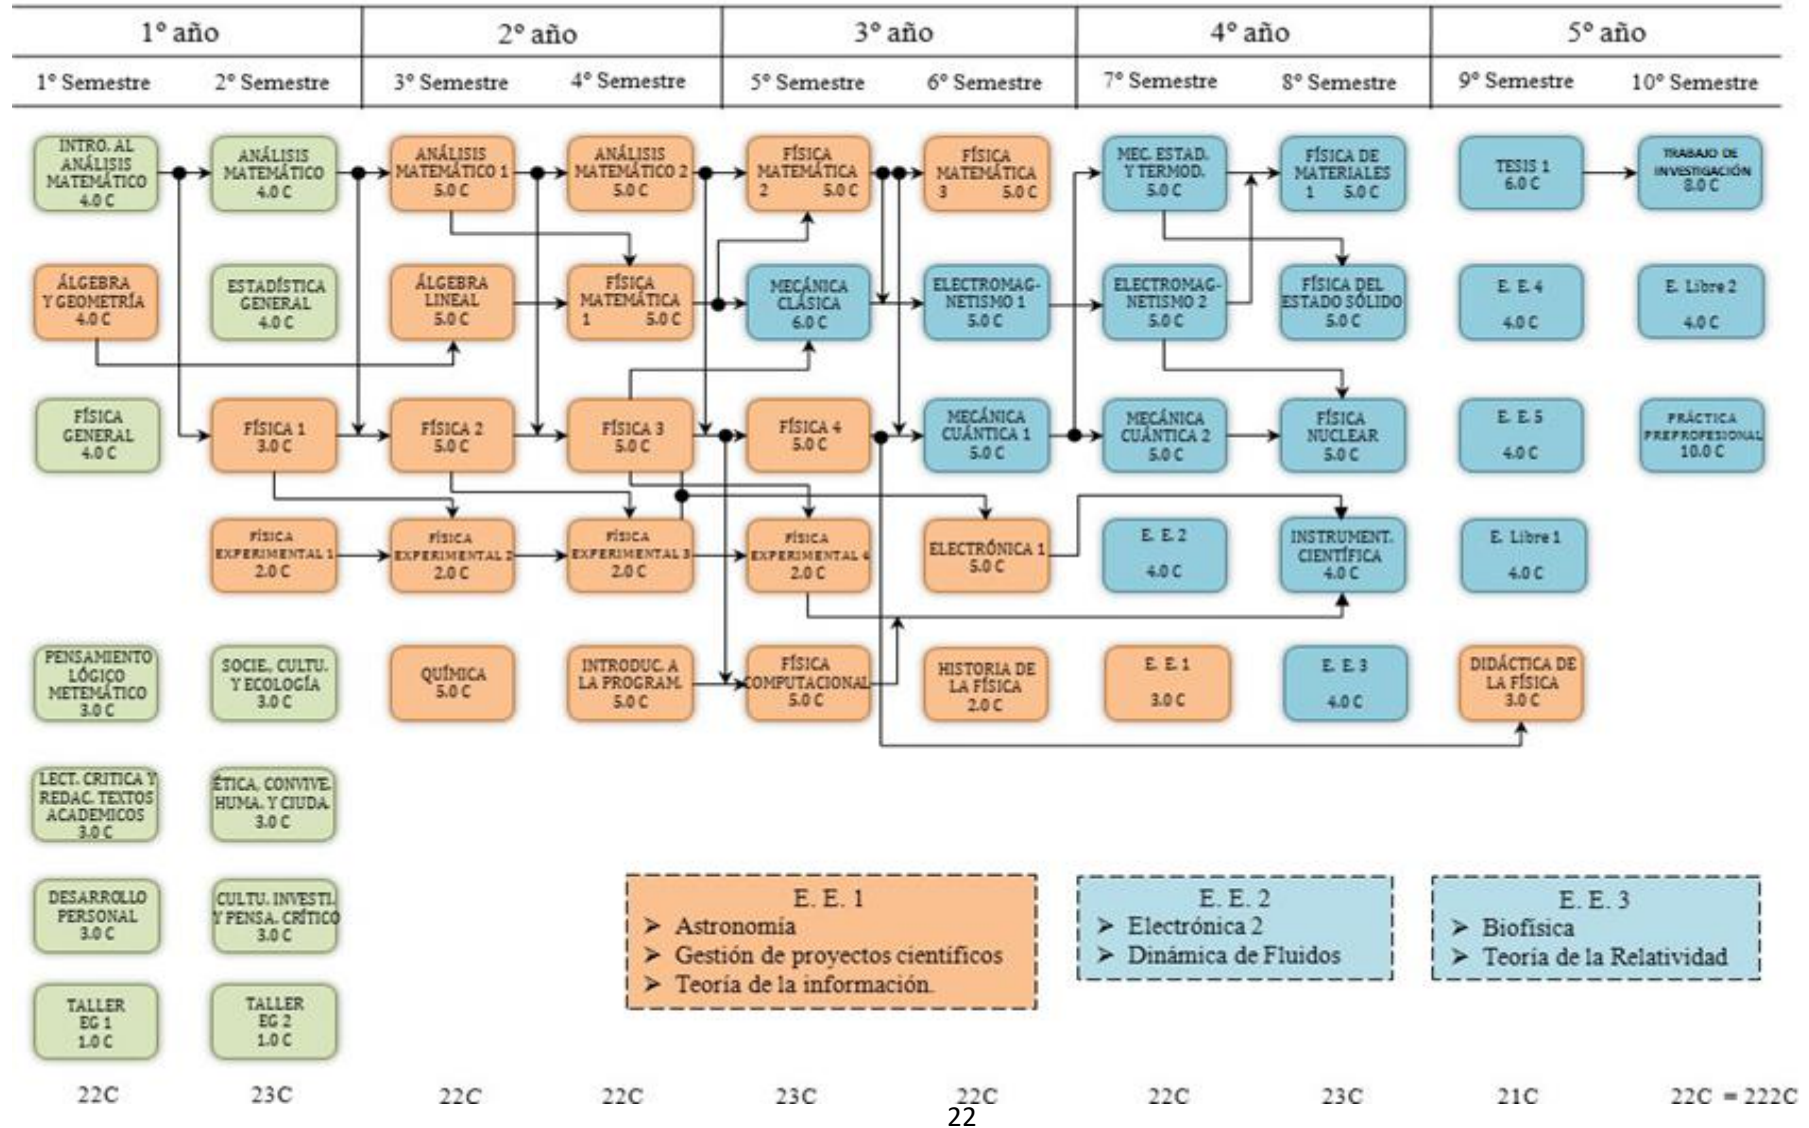 1° año
2° año
3° año
4° año
5° año
1° Semestre
2° Semestre
3° Semestre
4° Semestre
5° Semestre
6° Semestre
7° Semestre
8° Semestre
9° Semestre
10° Semestre
INTRO. AL
ANÁLISIS
MATEMÁTICO
4.0 C
ANÁLISIS
MATEMÁTICO
4.0 C
ANÁLISIS
MATEMÁTICO 1
5.0 C
ANÁLISIS
MATEMÁTICO 2
5.0 C
FÍSICA
MATEMÁTICA
2 5.0 C
FÍSICA
MATEMÁTICA
3 5.0 C
MEC. ESTAD.
Y TERMOD.
5.0 C
FÍSICA DE
MATERIALES
1 5.0 C
TESIS 1
6.0 C
TRABAJO DE
INVESTIGACIÓN
8.0 C
ÁLGEBRA
Y GEOMETRÍA
4.0 C
ESTADÍSTICA
GENERAL
4.0 C
ÁLGEBRA
LINEAL
5.0 C
FÍSICA
MATEMÁTICA
1 5.0 C
MECÁNICA
CLÁSICA
6.0 C
ELECTROMAG-
NETISMO 1
5.0 C
ELECTROMAG-
NETISMO 2
5.0 C
FÍSICA DEL
ESTADO SÓLIDO
5.0 C
E. E. 4
4.0 C
E. Libre 2
4.0 C
FÍSICA
GENERAL
4.0 C
FÍSICA 1
3.0 C
FÍSICA 2
5.0 C
FÍSICA 3
5.0 C
FÍSICA 4
5.0 C
MECÁNICA
CUÁNTICA 1
5.0 C
MECÁNICA
CUÁNTICA 2
5.0 C
FÍSICA
NUCLEAR
5.0 C
E. E. 5
4.0 C
PRÁCTICA
PREPROFESIONAL
10.0 C
FÍSICA
EXPERIMENTAL 1
2.0 C
FÍSICA
EXPERIMENTAL 2
2.0 C
FÍSICA
EXPERIMENTAL 3
2.0 C
FÍSICA
EXPERIMENTAL 4
2.0 C
ELECTRÓNICA 1
5.0 C
E. E. 2
4.0 C
INSTRUMENT.
CIENTÍFICA
4.0 C
E. Libre 1
4.0 C
PENSAMIENTO
LÓGICO
METEMÁTICO
3.0 C
SOCIE., CULTU.
Y ECOLOGÍA
3.0 C
QUÍMICA
5.0 C
INTRODUC. A
LA PROGRAM.
5.0 C
FÍSICA
COMPUTACIONAL
5.0 C
HISTORIA DE
LA FÍSICA
2.0 C
E. E. 1
3.0 C
E. E. 3
4.0 C
DIDÁCTICA DE
LA FÍSICA
3.0 C
LECT. CRITICA Y
REDAC. TEXTOS
ACADEMICOS
3.0 C
ÉTICA, CONVIVE.
HUMA. Y CIUDA.
3.0 C
DESARROLLO
PERSONAL
3.0 C
CULTU. INVESTI.
Y PENSA. CRÍTICO
3.0 C
TALLER
EG 1
1.0 C
TALLER
EG 2
1.0 C
E. E. 1
➢ Astronomía
➢ Gestión de proyectos científicos
➢ Teoría de la información.
E. E. 2
➢ Electrónica 2
➢ Dinámica de Fluidos
E. E. 3
➢ Biofísica
➢ Teoría de la Relatividad
22C
23C
22C
22C
23C
22C
22C
23C
21C
22C = 222C
22